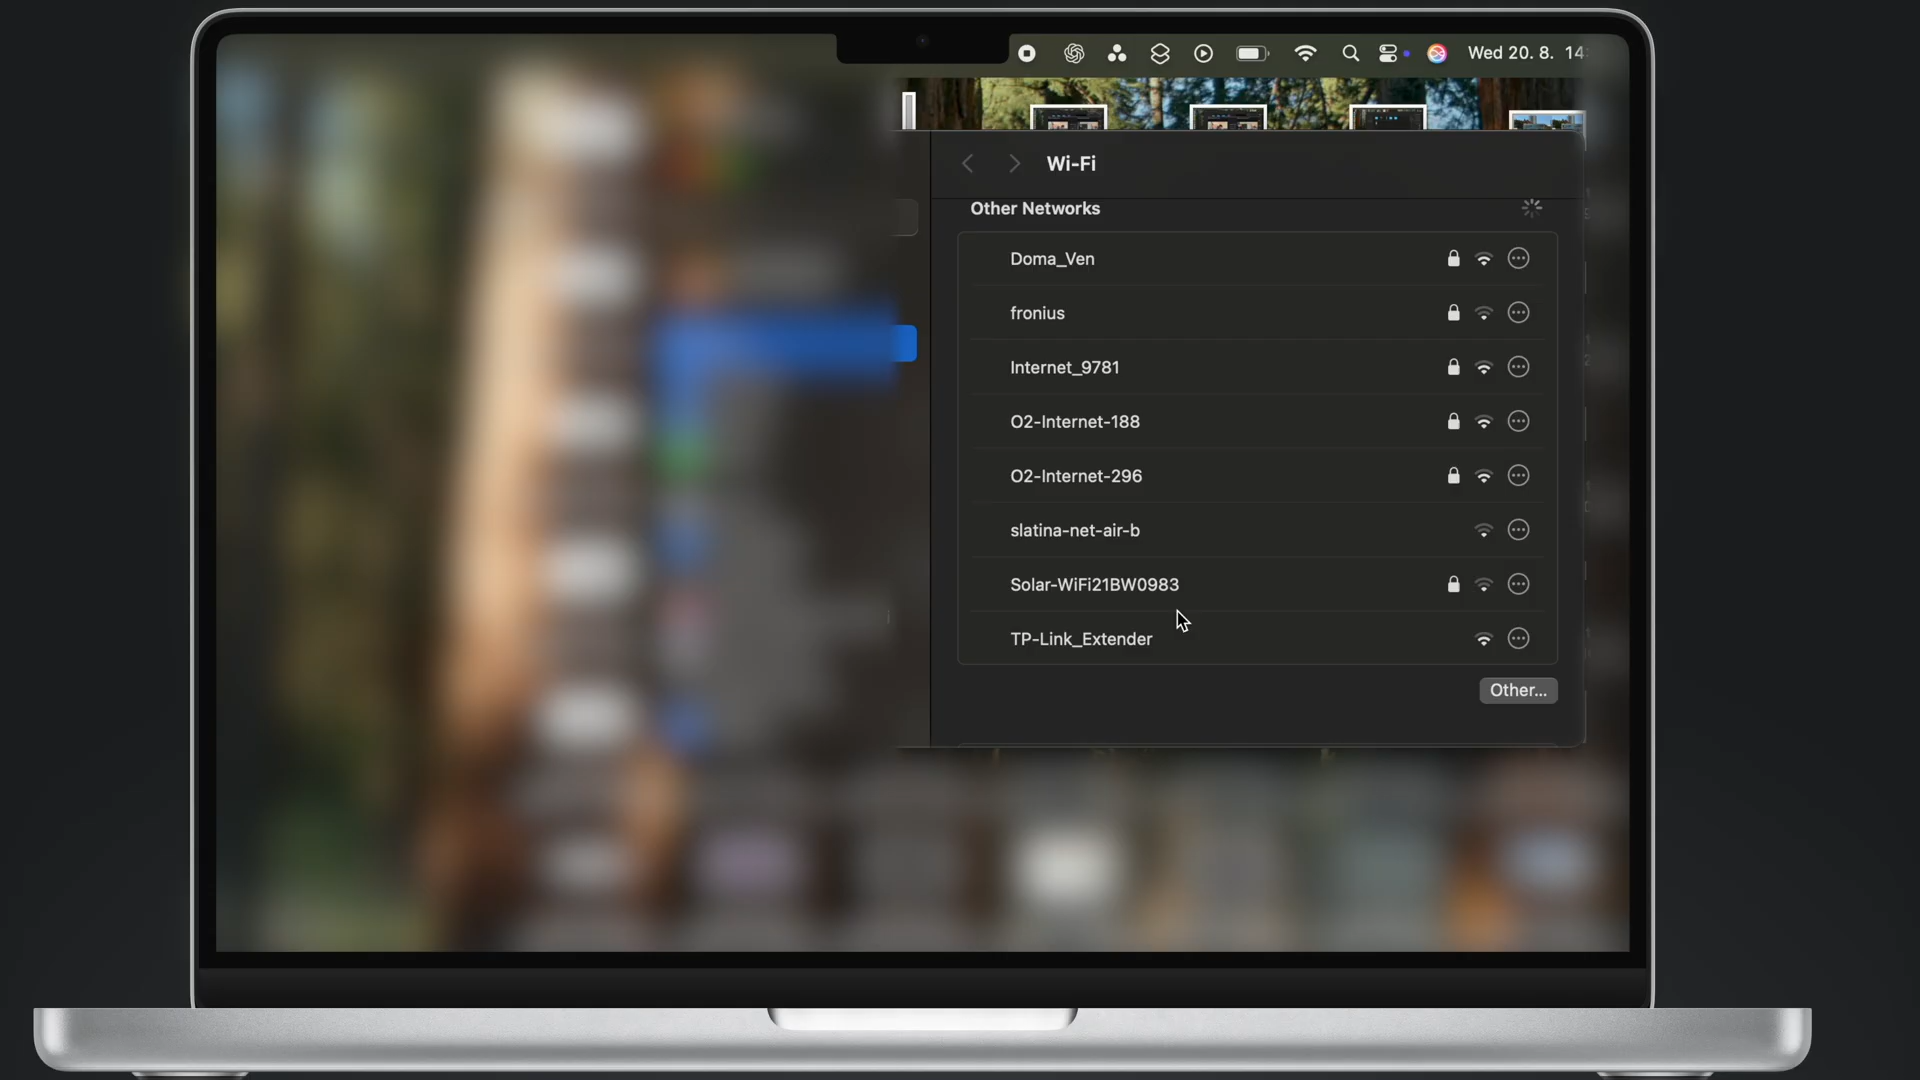 Wed 20. 8. 14:
Wi-Fi
Other Networks
Doma_Ven
fronius
Internet_9781
O2-Internet-188
O2-Internet-296
slatina-net-air-b
Solar-WiFi21BW0983
TP-Link_Extender
Other...